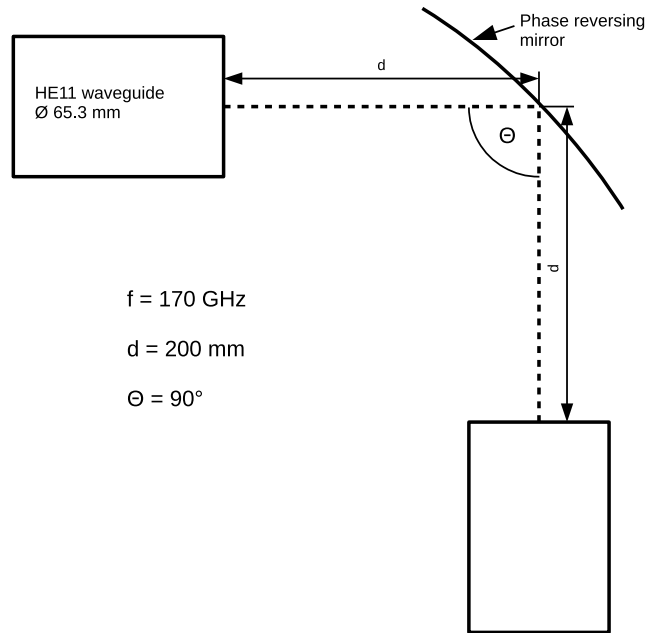 Phase reversing
mirror
d
HE11 waveguide
Ø 65.3 mm
Θ
d
f = 170 GHz
d = 200 mm
Θ = 90°